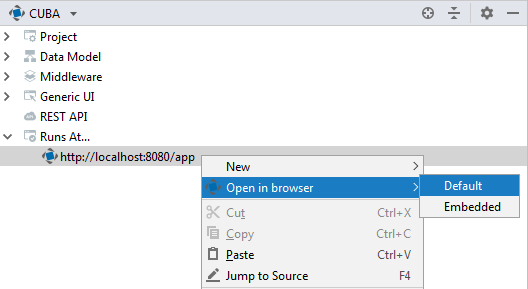 CUBA
Project
Data Model
Middleware
Generic UI
REST API
Runs At...
http://localhost:8080/app
New
Open in browser
Default
Embedded
Cut Ctrl+X
Copy Ctrl+C
Paste Ctrl+V
Jump to Source F4